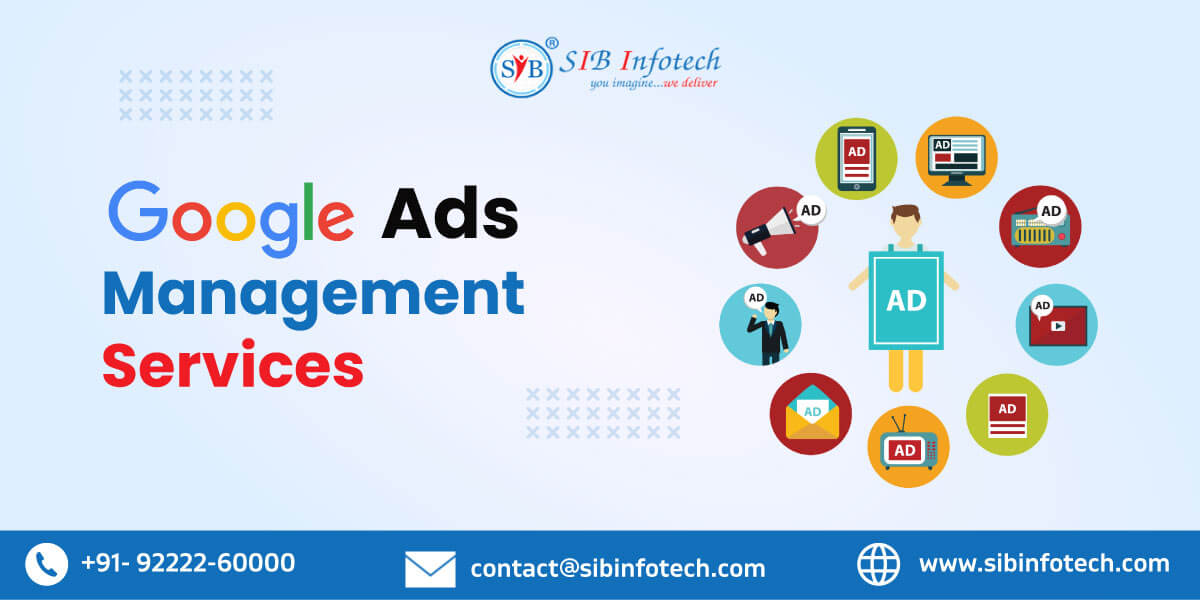 SYB
®
SIB Infotech
you imagine...we deliver
Google Ads
Management
Services
AD
AD
AD
AD
AD
AD
AD
AD
AD
AD
+91- 92222-60000
contact@sibinfotech.com
www.sibinfotech.com